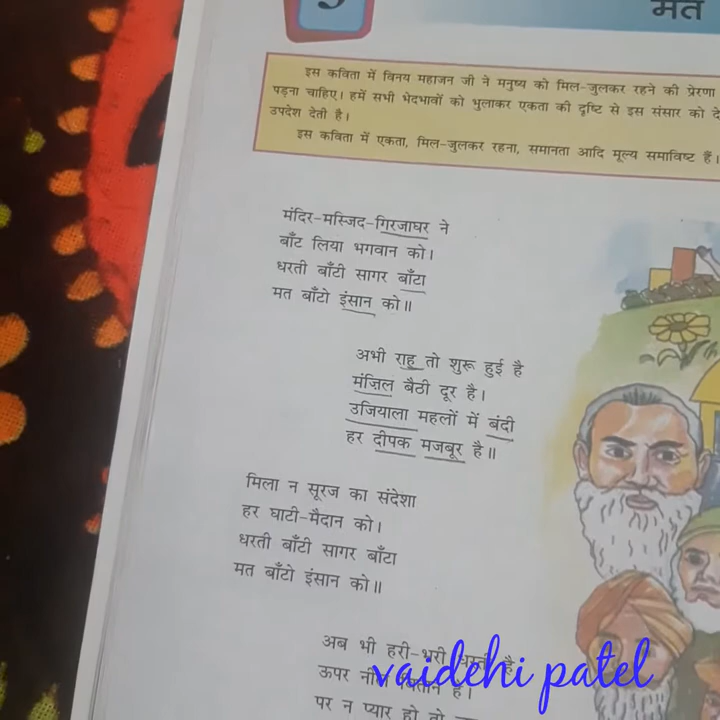 मत
इस कविता में विनय महाजन जी ने मनुष्य को मिल-जुलकर रहने की प्रेरणा
पड़ना चाहिए। हमें सभी भेदभावों को भुलाकर एकता की दृष्टि से इस संसार को दे
उपदेश देती है।
इस कविता में एकता, मिल-जुलकर रहना, समानता आदि मूल्य समाविष्ट हैं।
मंदिर-मस्जिद-गिरजाघर ने
बाँट लिया भगवान को।
धरती बाँटी सागर बाँटा
मत बाँटो इंसान को॥
अभी राह तो शुरू हुई है
मंज़िल बैठी दूर है।
उजियाला महलों में बंदी
हर दीपक मजबूर है॥
मिला न सूरज का संदेशा
हर घाटी-मैदान को।
धरती बाँटी सागर बाँटा
मत बाँटो इंसान को॥
अब भी हरी-भरी धरती है
ऊपर है।
पर न प्यार हो तो
vaidehi patel